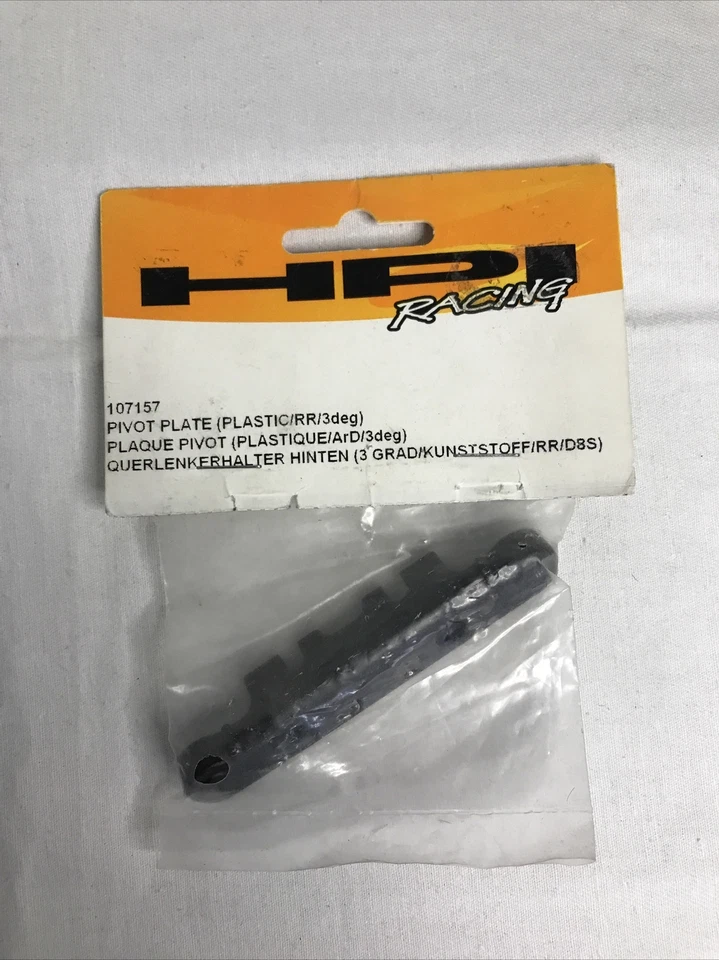 HPI
RACING
107157
PIVOT PLATE (PLASTIC/RR/3deg)
PLAQUE PIVOT (PLASTIQUE/ArD/3deg)
QUERLENKERHALTER HINTEN (3 GRAD/KUNSTSTOFF/RR/D8S)